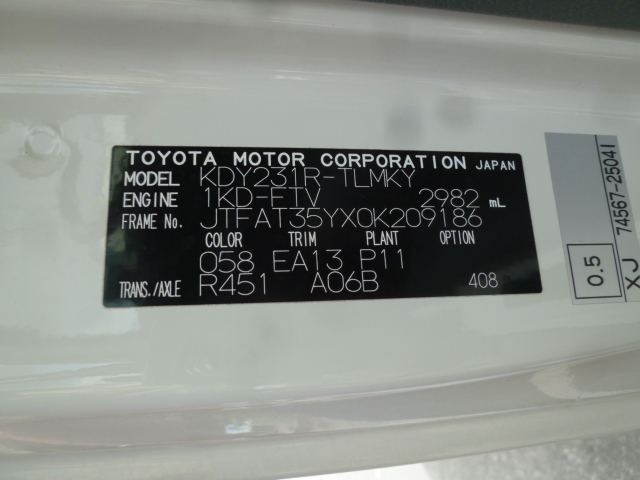 TOYOTA MOTOR CORPORATION JAPAN
MODEL KDY231R-TLMKY
ENGINE 1KD-FTV 2982 mL
FRAME No. JTFAT35YX0K209186
COLOR TRIM PLANT OPTION
058 EA13 P11
TRANS./AXLE R451 A06B 408
74567-25041
0.5
XJ